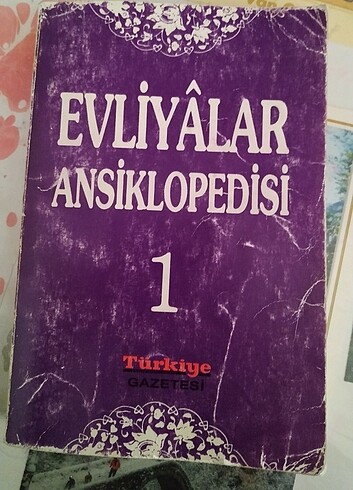 EVLİYÂLAR
ANSİKLOPEDİSİ
1
Türkiye
GAZETESİ